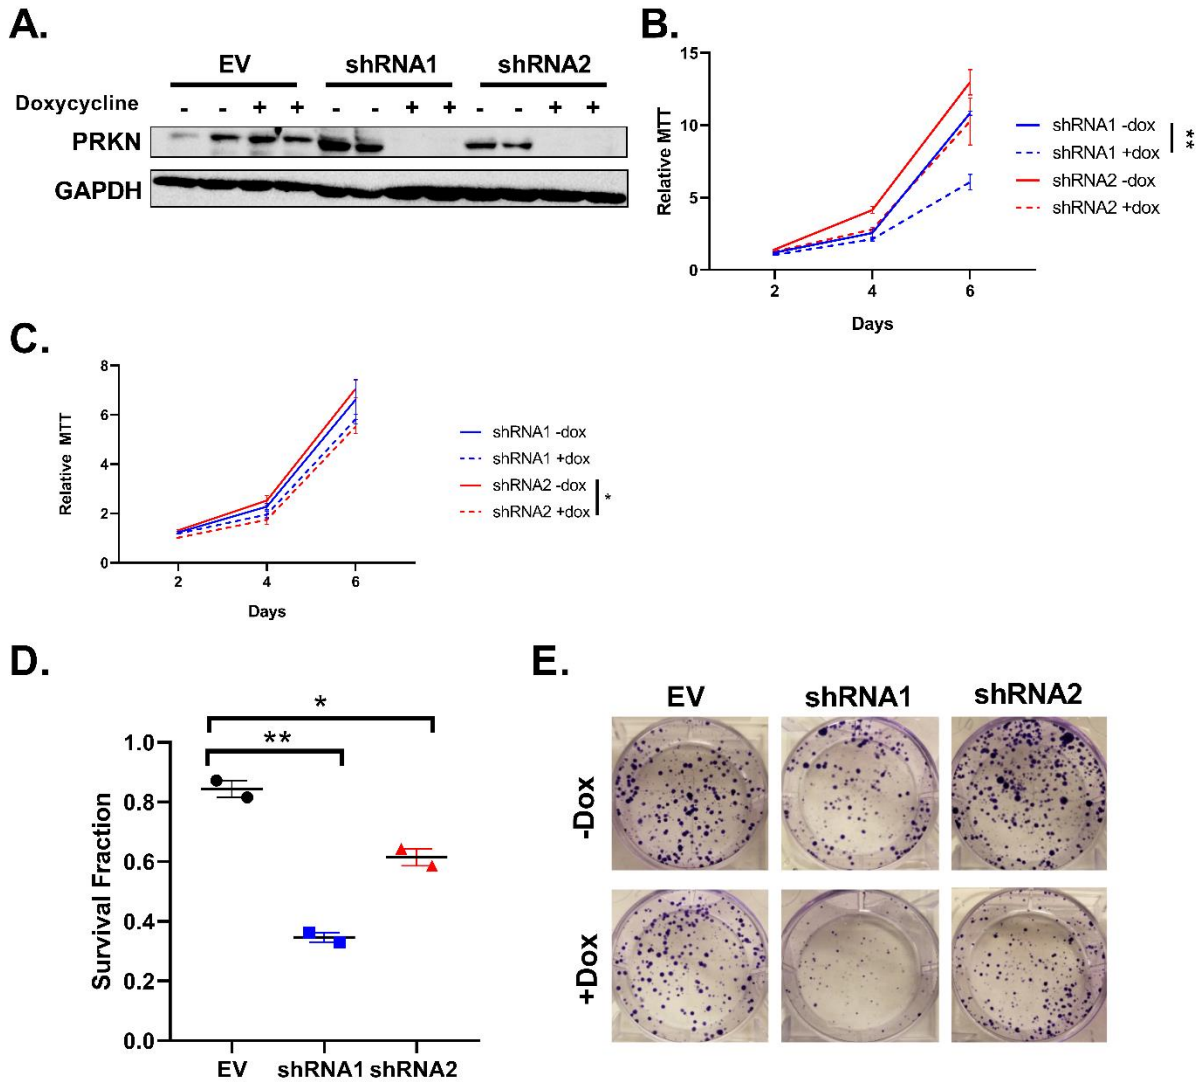 A.
EV shRNA1 shRNA2
Doxycycline - - + + - - + + - - + +
PRKN
GAPDH
B.
15
10
5
0
Relative MTT
2 4 6
Days
shRNA1 -dox
shRNA1 +dox
shRNA2 -dox
shRNA2 +dox
**
C.
8
6
4
2
0
Relative MTT
2 4 6
Days
shRNA1 -dox
shRNA1 +dox
shRNA2 -dox
shRNA2 +dox
*
D.
*
**
1.0
0.8
0.6
0.4
0.2
0.0
Survival Fraction
EV shRNA1 shRNA2
E.
EV shRNA1 shRNA2
-Dox
+Dox